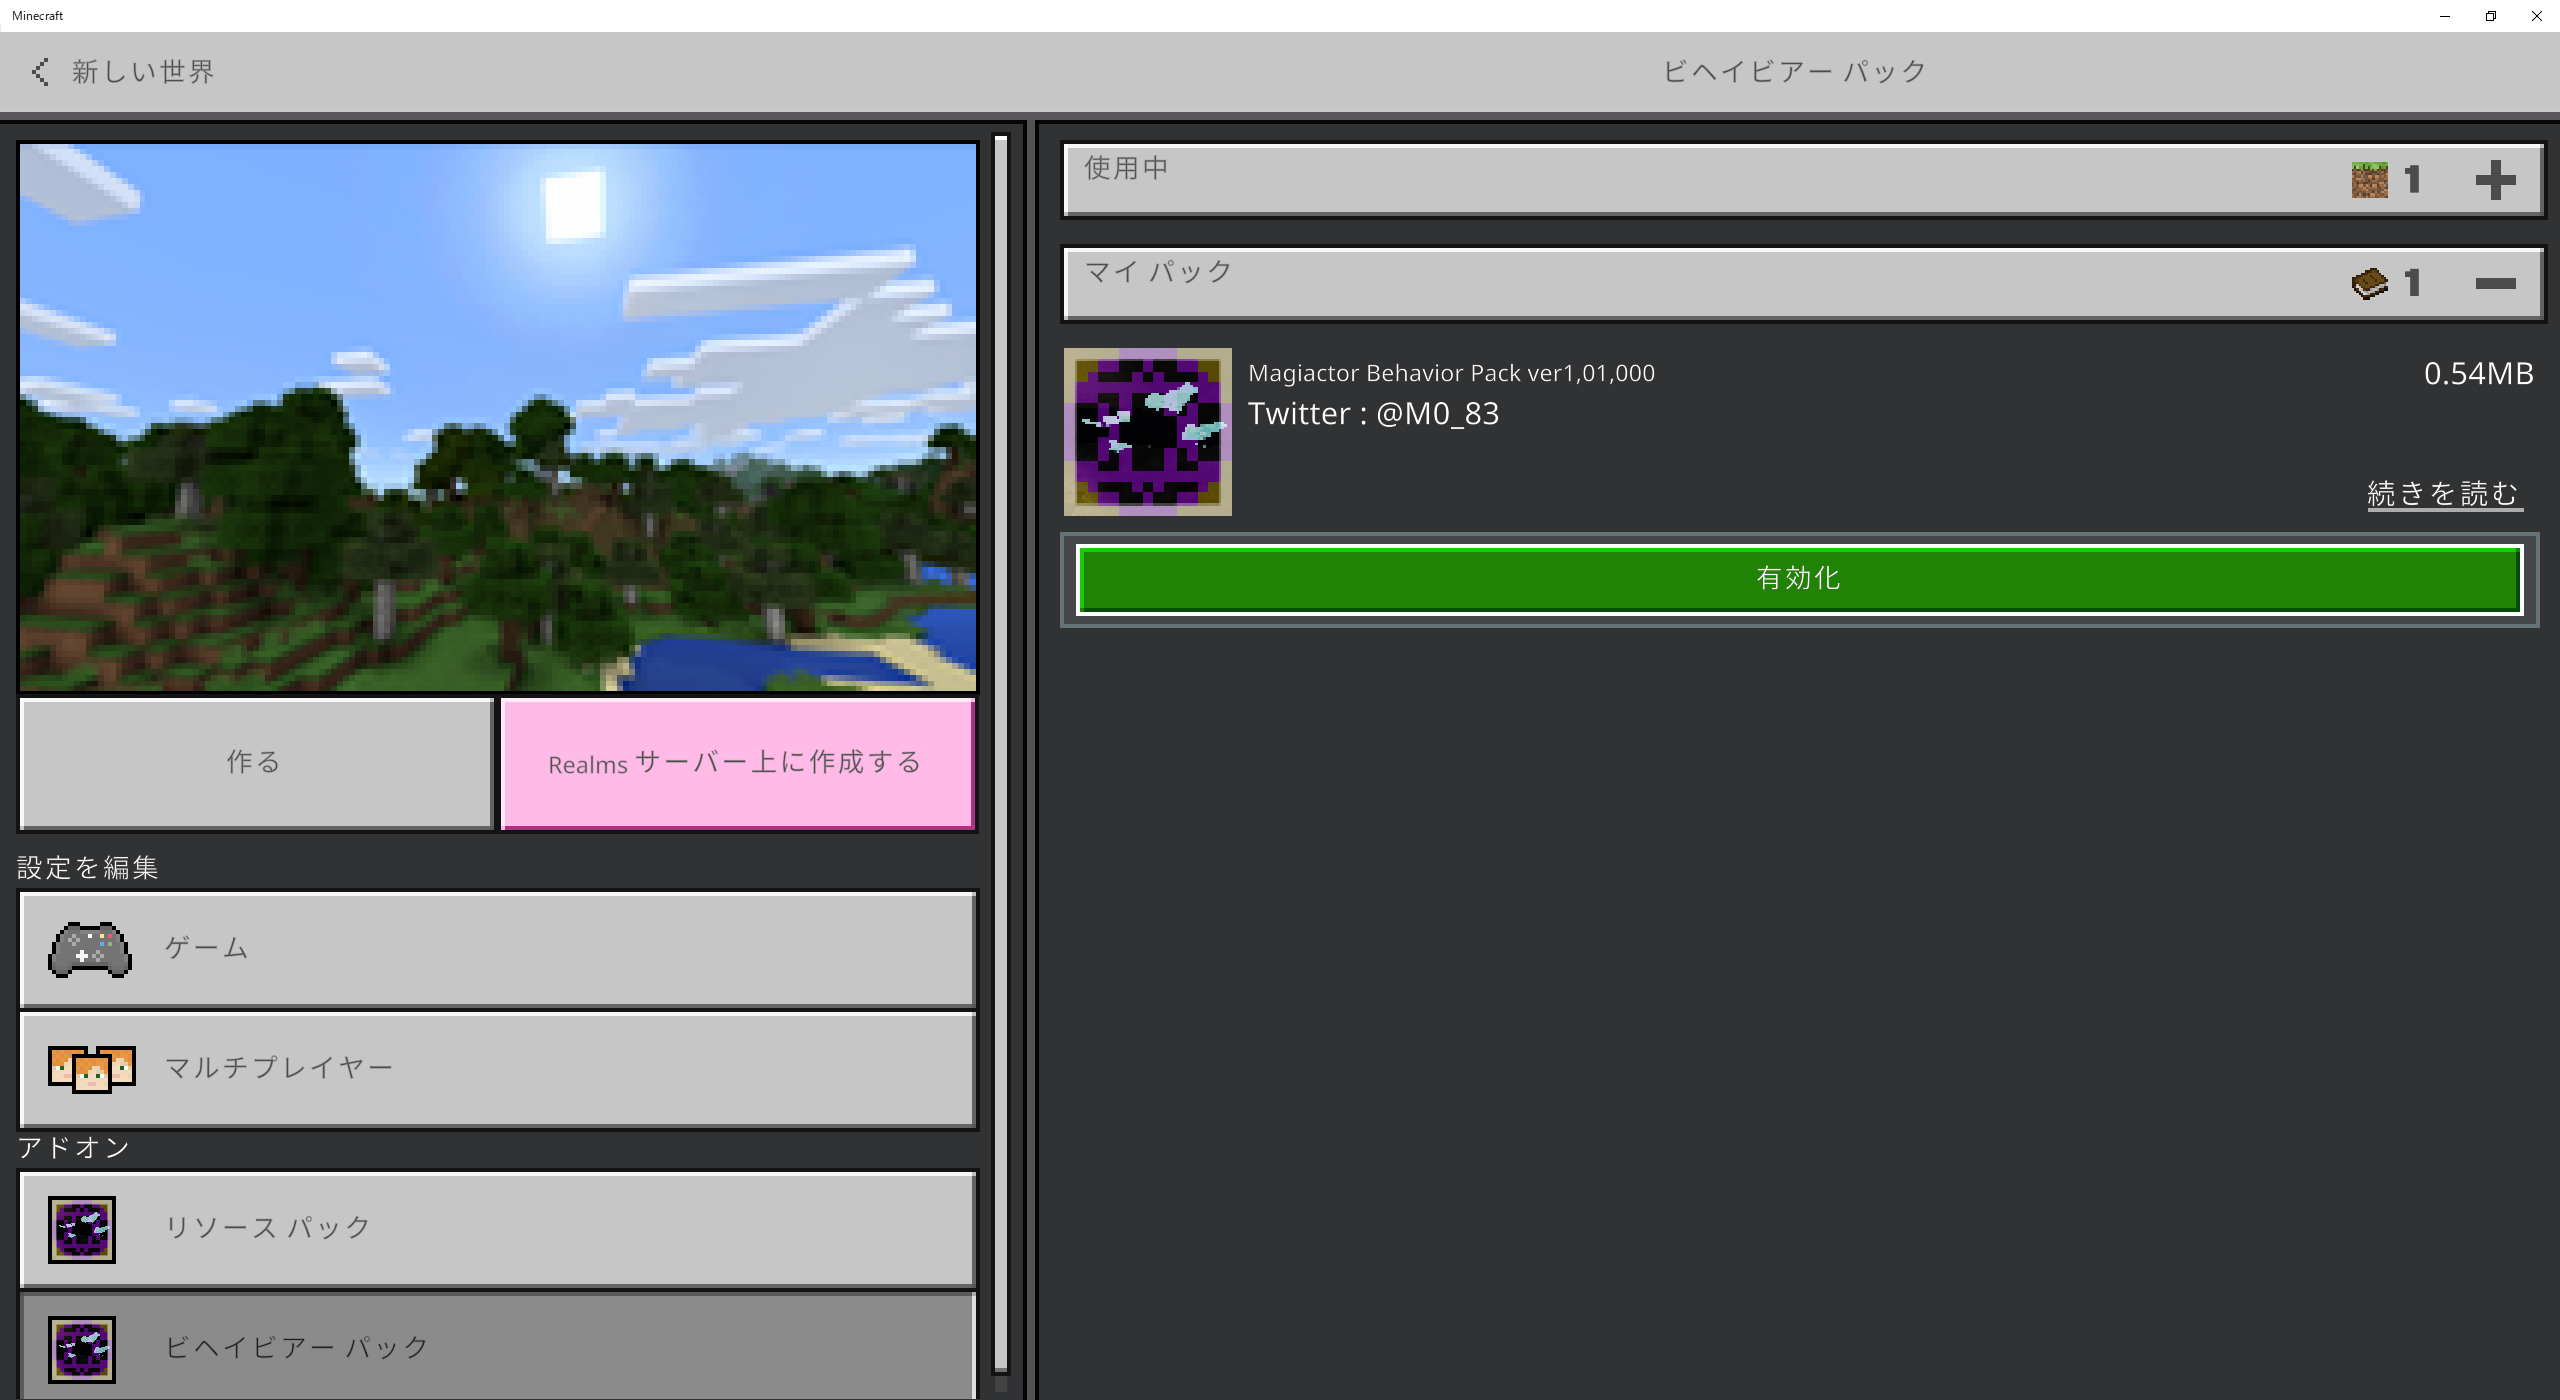 Minecraft
新しい世界
ビヘイビアー パック
使用中
1
マイ パック
1
Magiactor Behavior Pack ver1,01,000
0.54MB
Twitter : @M0_83
続きを読む
有効化
作る
Realms サーバー上に作成する
設定を編集
ゲーム
マルチプレイヤー
アドオン
リソース パック
ビヘイビアー パック